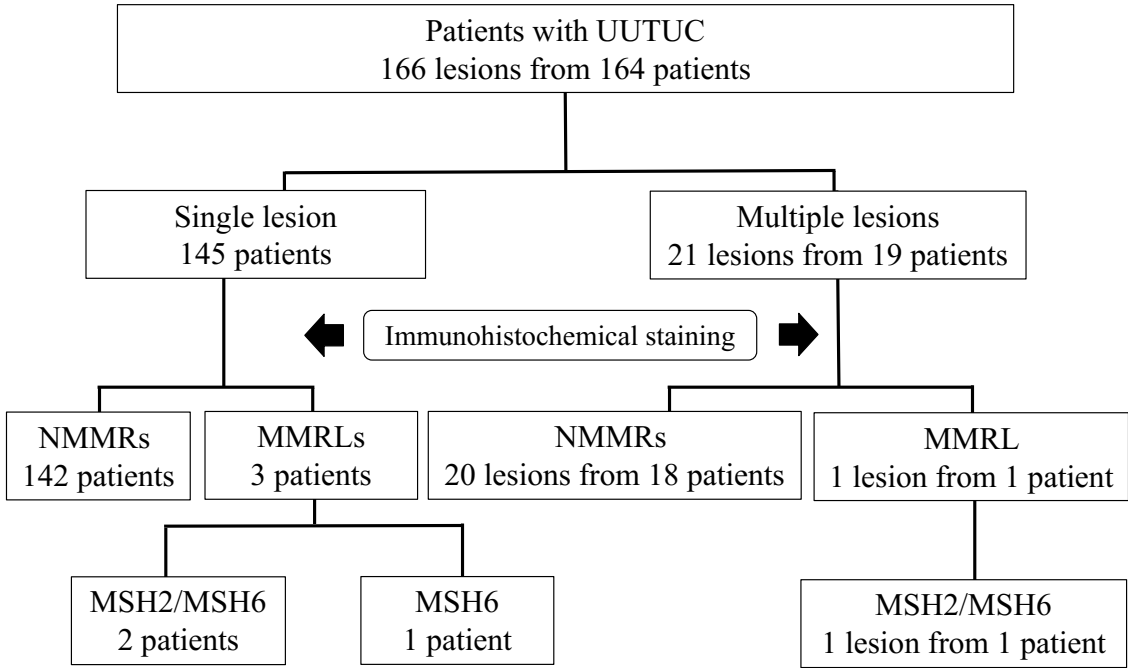 Patients with UUTUC
166 lesions from 164 patients
Single lesion
145 patients
Multiple lesions
21 lesions from 19 patients
Immunohistochemical staining
NMMRs
142 patients
MMRLs
3 patients
NMMRs
20 lesions from 18 patients
MMRL
1 lesion from 1 patient
MSH2/MSH6
2 patients
MSH6
1 patient
MSH2/MSH6
1 lesion from 1 patient